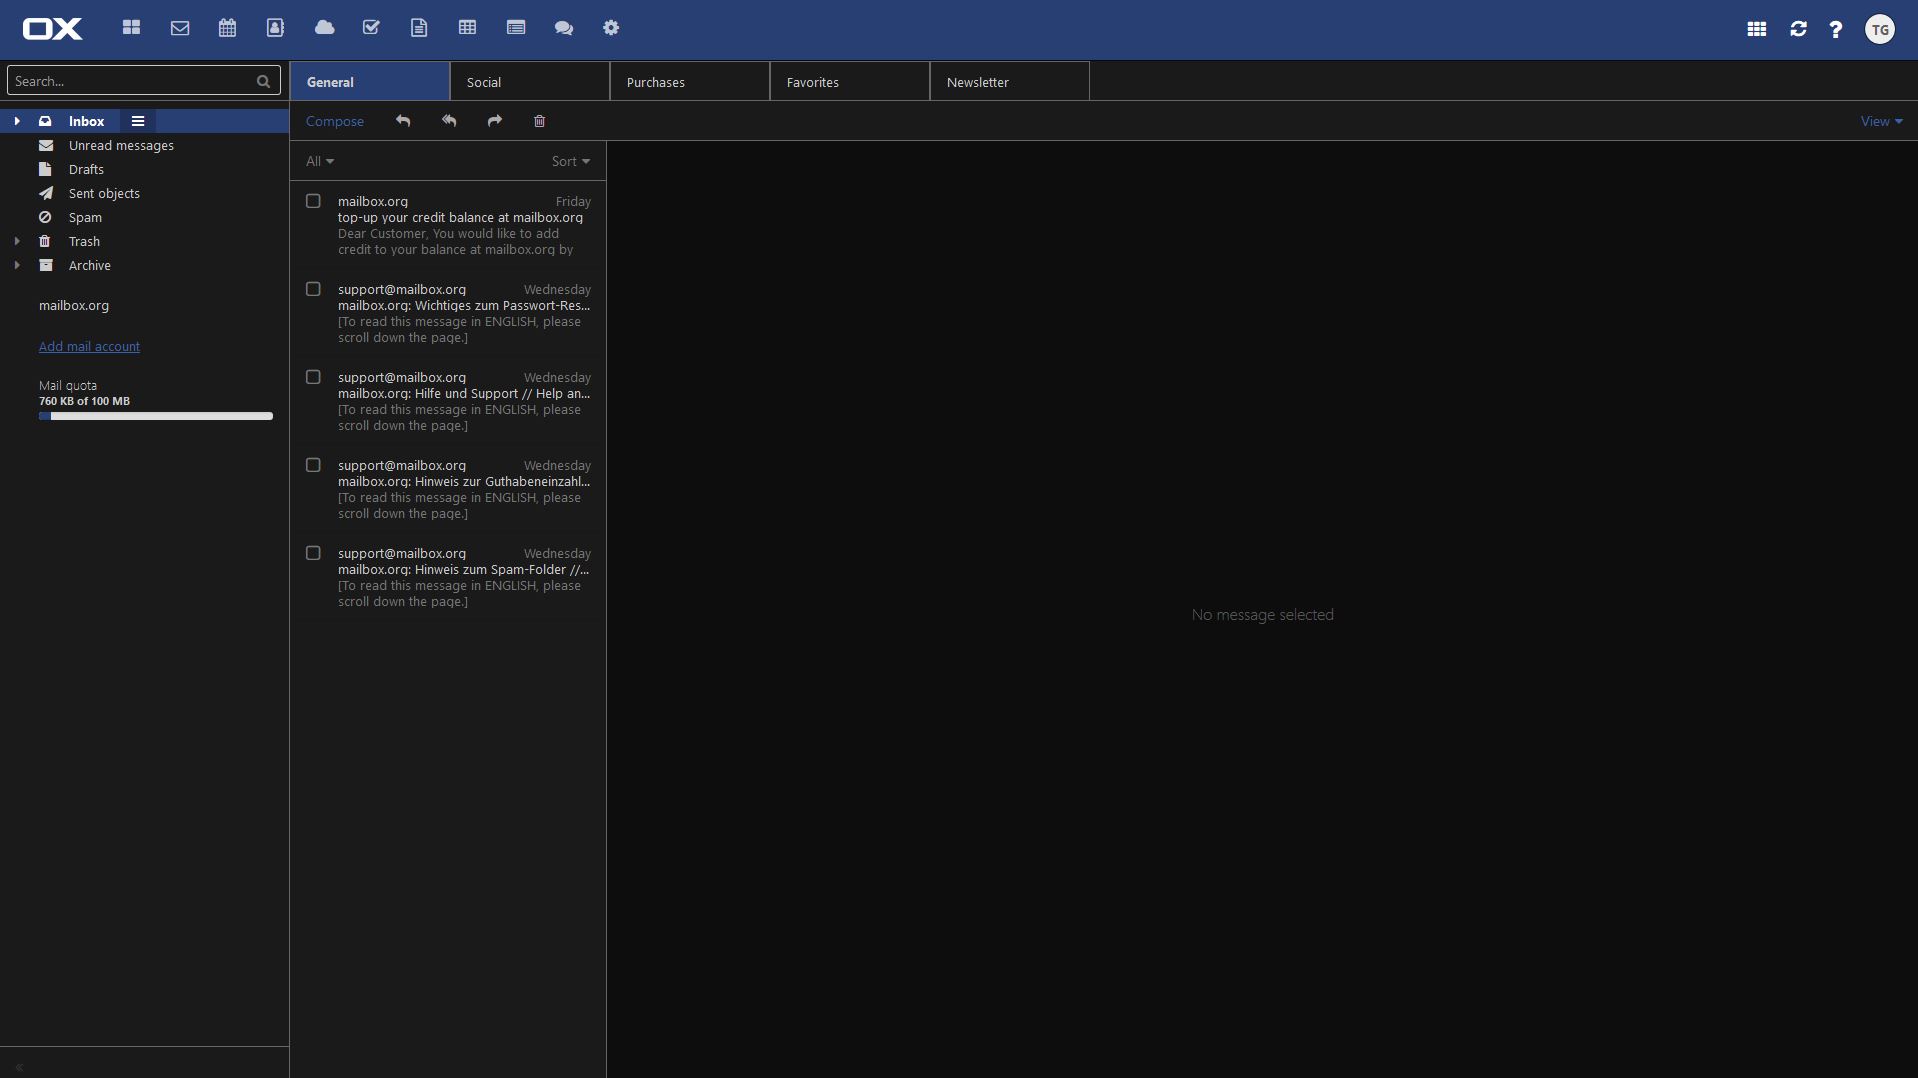 OX
TG
Search...
General
Social
Purchases
Favorites
Newsletter
Inbox
Unread messages
Drafts
Sent objects
Spam
Trash
Archive
mailbox.org
Add mail account
Mail quota
760 KB of 100 MB
Compose
View
All
Sort
mailbox.org Friday
top-up your credit balance at mailbox.org
Dear Customer, You would like to add
credit to your balance at mailbox.org by
support@mailbox.org Wednesday
mailbox.org: Wichtiges zum Passwort-Res...
[To read this message in ENGLISH, please
scroll down the page.]
support@mailbox.org Wednesday
mailbox.org: Hilfe und Support // Help an...
[To read this message in ENGLISH, please
scroll down the page.]
support@mailbox.org Wednesday
mailbox.org: Hinweis zur Guthabeneinzahl...
[To read this message in ENGLISH, please
scroll down the page.]
support@mailbox.org Wednesday
mailbox.org: Hinweis zum Spam-Folder //...
[To read this message in ENGLISH, please
scroll down the page.]
No message selected